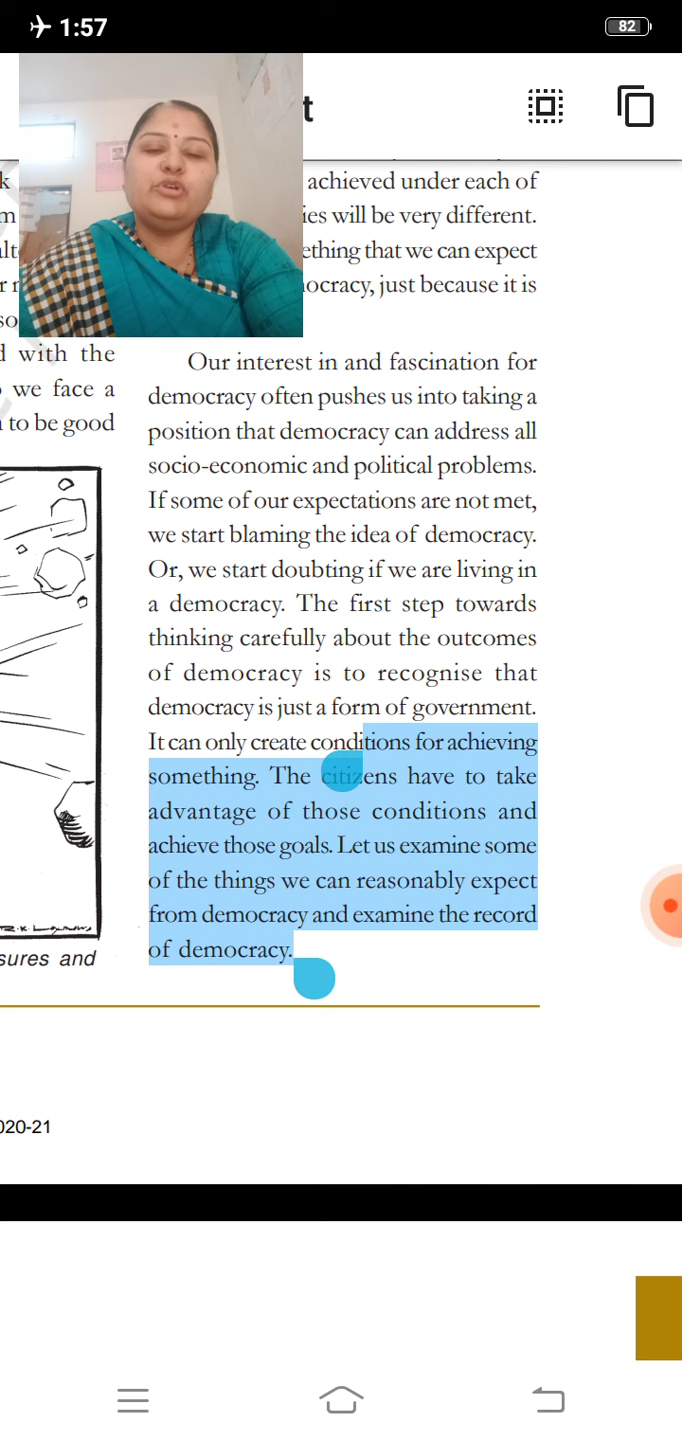 1:57
82
t
k
achieved under each of
m
ies will be very different.
alt
ething that we can expect
r
ocracy, just because it is
so
d with the
we face a
to be good
Our interest in and fascination for
democracy often pushes us into taking a
position that democracy can address all
socio-economic and political problems.
If some of our expectations are not met,
we start blaming the idea of democracy.
Or, we start doubting if we are living in
a democracy. The first step towards
thinking carefully about the outcomes
of democracy is to recognise that
democracy is just a form of government.
It can only create conditions for achieving
something. The citizens have to take
advantage of those conditions and
achieve those goals. Let us examine some
of the things we can reasonably expect
from democracy and examine the record
of democracy.
sures and
020-21